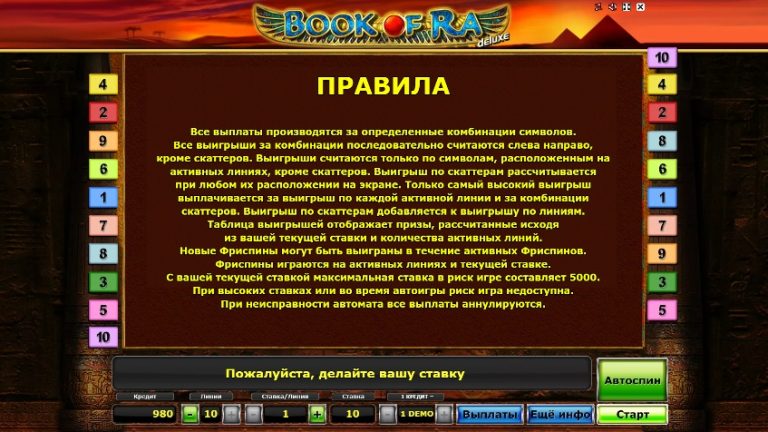 BOOK OF RA
deluxe
ПРАВИЛА
Все выплаты производятся за определенные комбинации символов.
Все выигрыши за комбинации последовательно считаются слева направо,
кроме скаттеров. Выигрыши считаются только по символам, расположенным на
активных линиях, кроме скаттеров. Выигрыш по скаттерам рассчитывается
при любом их расположении на экране. Только самый высокий выигрыш
выплачивается за выигрыш по каждой активной линии и за комбинации
скаттеров. Выигрыш по скаттерам добавляется к выигрышу по линиям.
Таблица выигрышей отображает призы, рассчитанные исходя
из вашей текущей ставки и количества активных линий.
Новые Фриспины могут быть выиграны в течение активных Фриспинов.
Фриспины играются на активных линиях и текущей ставке.
С вашей текущей ставкой максимальная ставка в риск игре составляет 5000.
При высоких ставках или во время автоигры риск игра недоступна.
При неисправности автомата все выплаты аннулируются.
4
2
9
6
1
7
8
3
5
10
10
4
2
8
6
1
7
9
3
5
Пожалуйста, делайте вашу ставку
Автоспин
Кредит Линии Ставка/Линия Ставка 1 КРЕДИТ =
980 - 10 + - 1 + 10 - 1 DEMO + Выплаты Ещё инфо Старт